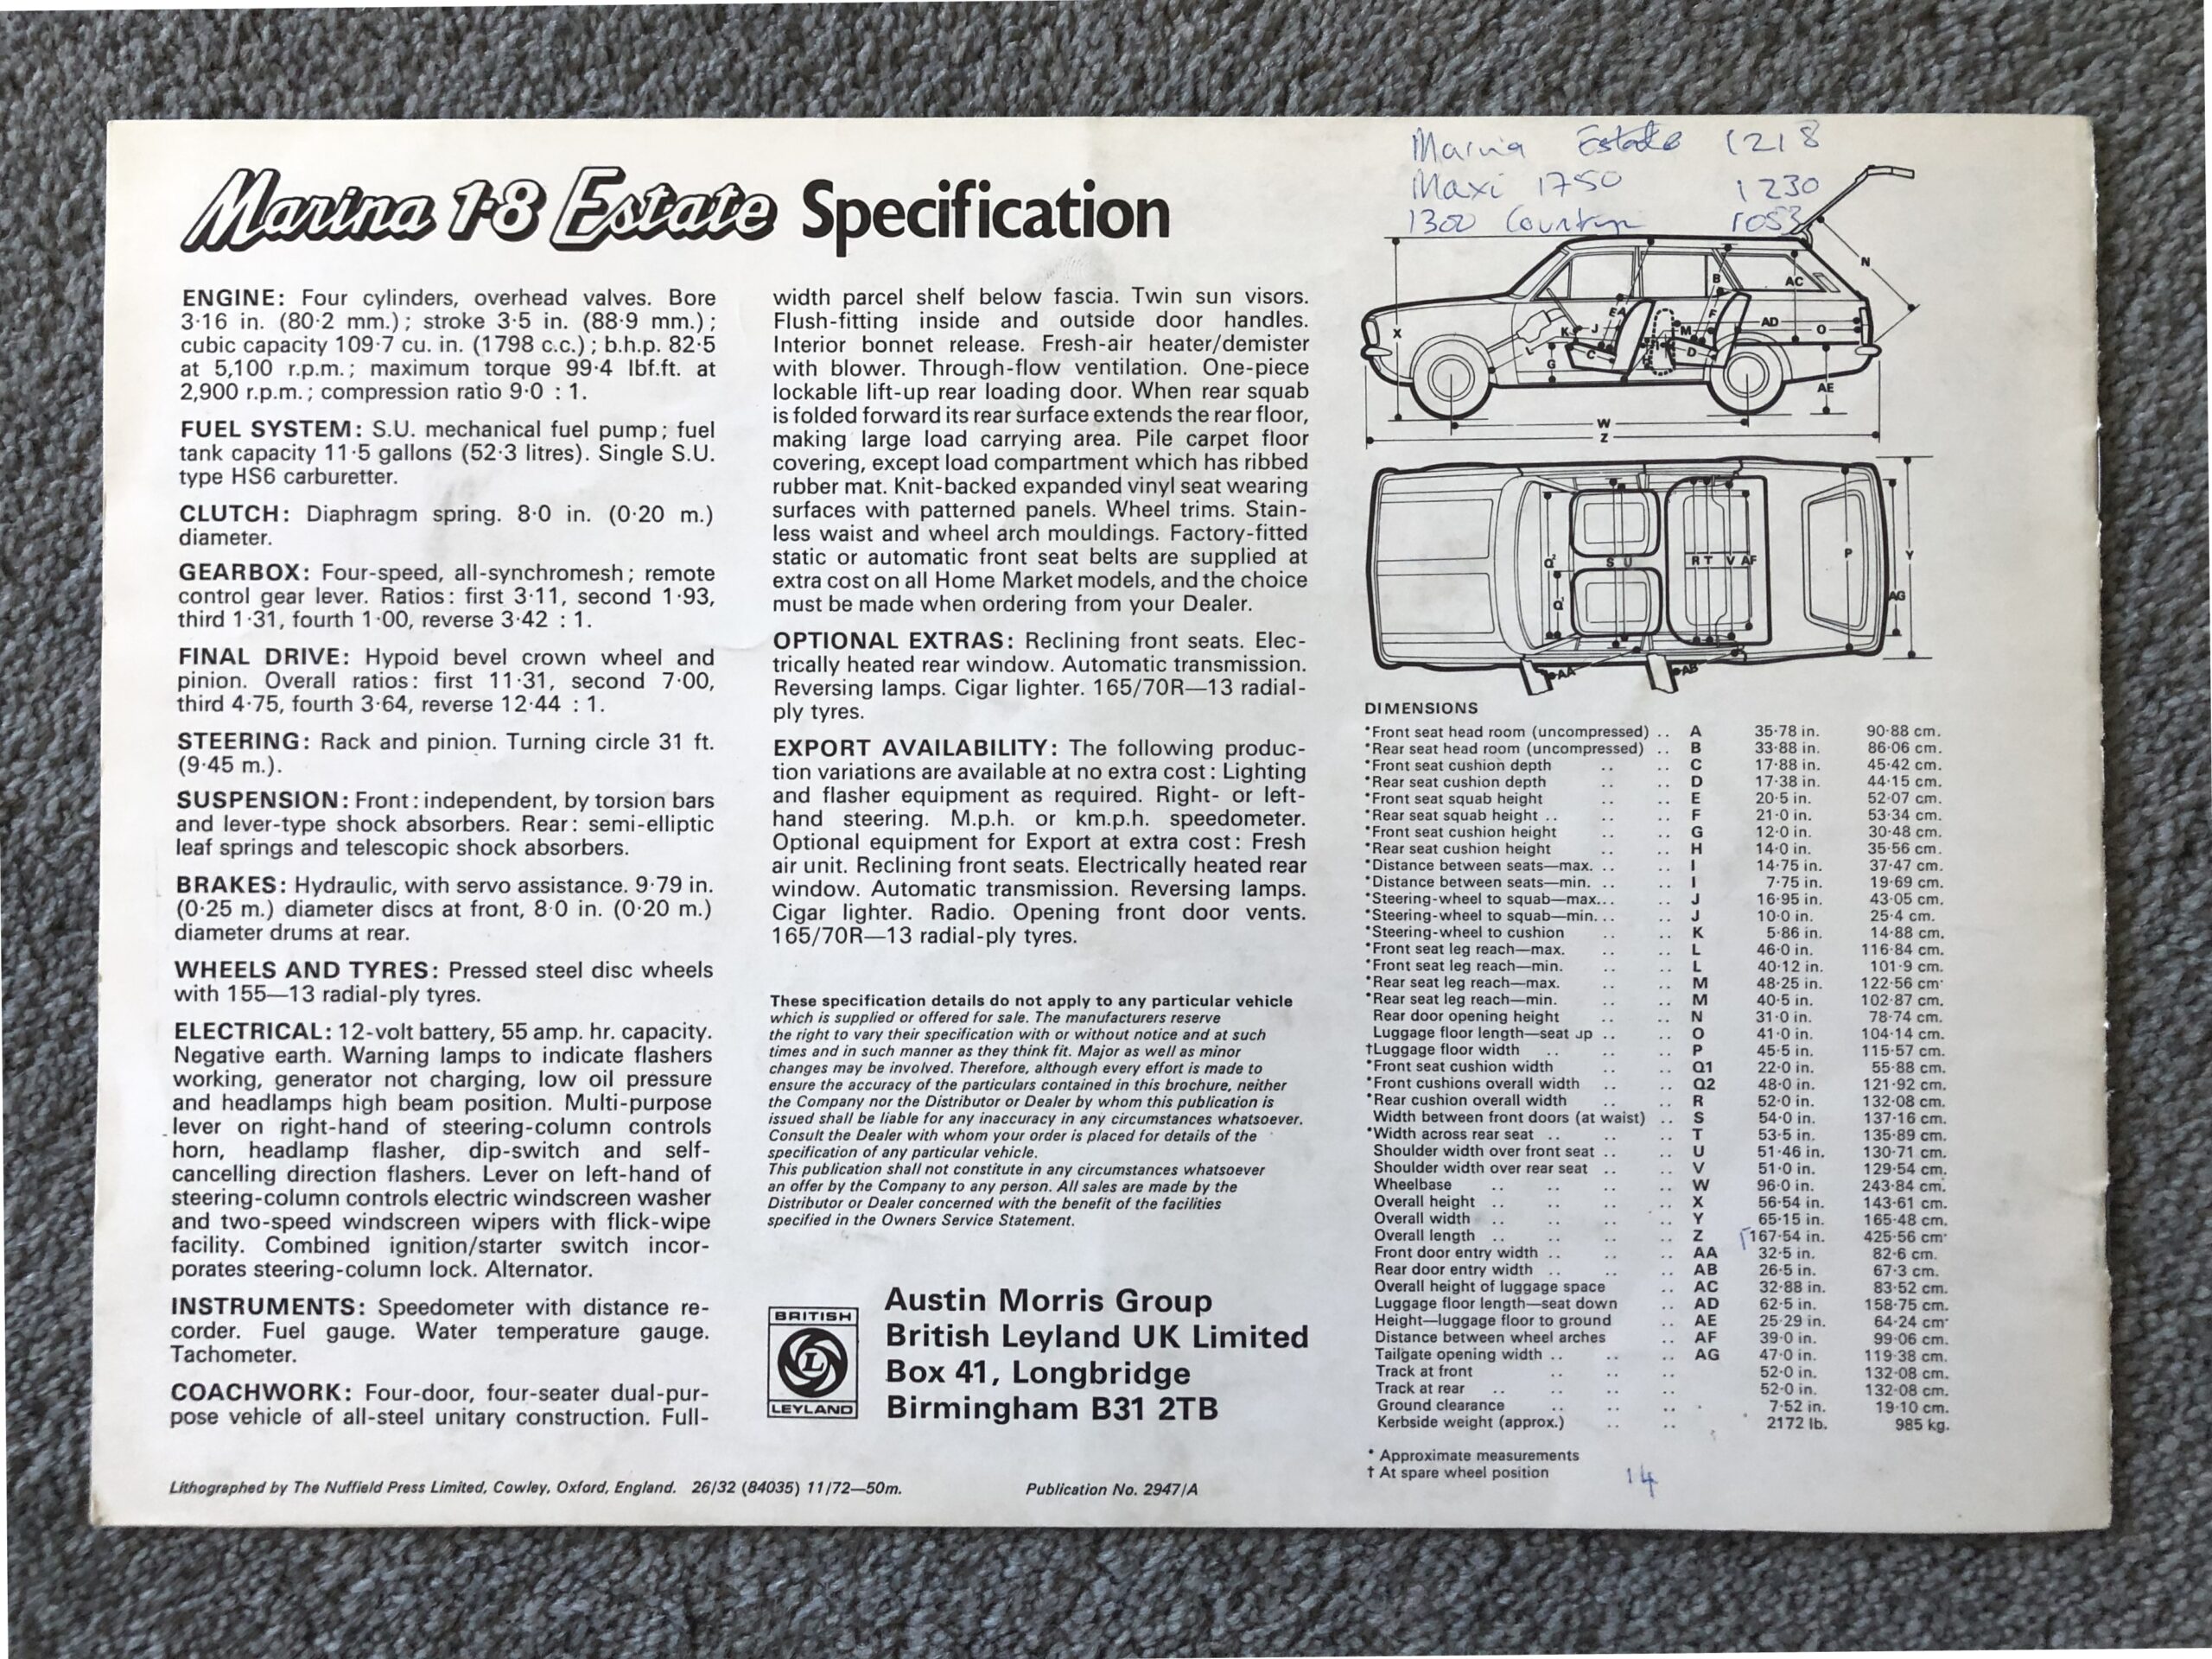 Marina Estate 1218
Maxi 1750 1230
1300 Country 1053
Marina 1·8 Estate Specification
ENGINE: Four cylinders, overhead valves. Bore
3·16 in. (80·2 mm.); stroke 3·5 in. (88·9 mm.);
cubic capacity 109·7 cu. in. (1798 c.c.); b.h.p. 82·5
at 5,100 r.p.m.; maximum torque 99·4 lbf.ft. at
2,900 r.p.m.; compression ratio 9·0 : 1.
FUEL SYSTEM: S.U. mechanical fuel pump; fuel
tank capacity 11·5 gallons (52·3 litres). Single S.U.
type HS6 carburetter.
CLUTCH: Diaphragm spring. 8·0 in. (0·20 m.)
diameter.
GEARBOX: Four-speed, all-synchromesh; remote
control gear lever. Ratios: first 3·11, second 1·93,
third 1·31, fourth 1·00, reverse 3·42 : 1.
FINAL DRIVE: Hypoid bevel crown wheel and
pinion. Overall ratios: first 11·31, second 7·00,
third 4·75, fourth 3·64, reverse 12·44 : 1.
STEERING: Rack and pinion. Turning circle 31 ft.
(9·45 m.).
SUSPENSION: Front: independent, by torsion bars
and lever-type shock absorbers. Rear: semi-elliptic
leaf springs and telescopic shock absorbers.
BRAKES: Hydraulic, with servo assistance. 9·79 in.
(0·25 m.) diameter discs at front, 8·0 in. (0·20 m.)
diameter drums at rear.
WHEELS AND TYRES: Pressed steel disc wheels
with 155—13 radial-ply tyres.
ELECTRICAL: 12-volt battery, 55 amp. hr. capacity.
Negative earth. Warning lamps to indicate flashers
working, generator not charging, low oil pressure
and headlamps high beam position. Multi-purpose
lever on right-hand of steering-column controls
horn, headlamp flasher, dip-switch and self-
cancelling direction flashers. Lever on left-hand of
steering-column controls electric windscreen washer
and two-speed windscreen wipers with flick-wipe
facility. Combined ignition/starter switch incor-
porates steering-column lock. Alternator.
INSTRUMENTS: Speedometer with distance re-
corder. Fuel gauge. Water temperature gauge.
Tachometer.
COACHWORK: Four-door, four-seater dual-pur-
pose vehicle of all-steel unitary construction. Full-
width parcel shelf below fascia. Twin sun visors.
Flush-fitting inside and outside door handles.
Interior bonnet release. Fresh-air heater/demister
with blower. Through-flow ventilation. One-piece
lockable lift-up rear loading door. When rear squab
is folded forward its rear surface extends the rear floor,
making large load carrying area. Pile carpet floor
covering, except load compartment which has ribbed
rubber mat. Knit-backed expanded vinyl seat wearing
surfaces with patterned panels. Wheel trims. Stain-
less waist and wheel arch mouldings. Factory-fitted
static or automatic front seat belts are supplied at
extra cost on all Home Market models, and the choice
must be made when ordering from your Dealer.
OPTIONAL EXTRAS: Reclining front seats. Elec-
trically heated rear window. Automatic transmission.
Reversing lamps. Cigar lighter. 165/70R—13 radial-
ply tyres.
EXPORT AVAILABILITY: The following produc-
tion variations are available at no extra cost: Lighting
and flasher equipment as required. Right- or left-
hand steering. M.p.h. or km.p.h. speedometer.
Optional equipment for Export at extra cost: Fresh
air unit. Reclining front seats. Electrically heated rear
window. Automatic transmission. Reversing lamps.
Cigar lighter. Radio. Opening front door vents.
165/70R—13 radial-ply tyres.
These specification details do not apply to any particular vehicle
which is supplied or offered for sale. The manufacturers reserve
the right to vary their specification with or without notice and at such
times and in such manner as they think fit. Major as well as minor
changes may be involved. Therefore, although every effort is made to
ensure the accuracy of the particulars contained in this brochure, neither
the Company nor the Distributor or Dealer by whom this publication is
issued shall be liable for any inaccuracy in any circumstances whatsoever.
Consult the Dealer with whom your order is placed for details of the
specification of any particular vehicle.
This publication shall not constitute in any circumstances whatsoever
an offer by the Company to any person. All sales are made by the
Distributor or Dealer concerned with the benefit of the facilities
specified in the Owners Service Statement.
BRITISH
L
LEYLAND
Austin Morris Group
British Leyland UK Limited
Box 41, Longbridge
Birmingham B31 2TB
X N B AC E A F K J M AD O L C D H G AE
W
Z
Q² S U R T V AF P Y
Q¹ AG
AA AB
DIMENSIONS
*Front seat head room (uncompressed) .. A 35·78 in. 90·88 cm.
*Rear seat head room (uncompressed) .. B 33·88 in. 86·06 cm.
*Front seat cushion depth .. .. C 17·88 in. 45·42 cm.
*Rear seat cushion depth .. .. D 17·38 in. 44·15 cm.
*Front seat squab height .. .. E 20·5 in. 52·07 cm.
*Rear seat squab height .. .. .. F 21·0 in. 53·34 cm.
*Front seat cushion height .. .. G 12·0 in. 30·48 cm.
*Rear seat cushion height .. .. H 14·0 in. 35·56 cm.
*Distance between seats—max. .. .. I 14·75 in. 37·47 cm.
*Distance between seats—min. .. .. I 7·75 in. 19·69 cm.
*Steering-wheel to squab—max... .. J 16·95 in. 43·05 cm.
*Steering-wheel to squab—min... .. J 10·0 in. 25·4 cm.
*Steering-wheel to cushion .. .. K 5·86 in. 14·88 cm.
*Front seat leg reach—max. .. .. L 46·0 in. 116·84 cm.
*Front seat leg reach—min. .. .. L 40·12 in. 101·9 cm.
*Rear seat leg reach—max. .. .. M 48·25 in. 122·56 cm.
*Rear seat leg reach—min. .. .. M 40·5 in. 102·87 cm.
Rear door opening height .. .. N 31·0 in. 78·74 cm.
Luggage floor length—seat up .. .. O 41·0 in. 104·14 cm.
†Luggage floor width .. .. .. P 45·5 in. 115·57 cm.
*Front seat cushion width .. .. Q1 22·0 in. 55·88 cm.
*Front cushions overall width .. .. Q2 48·0 in. 121·92 cm.
*Rear cushion overall width .. .. R 52·0 in. 132·08 cm.
Width between front doors (at waist) .. S 54·0 in. 137·16 cm.
*Width across rear seat .. .. .. T 53·5 in. 135·89 cm.
Shoulder width over front seat .. .. U 51·46 in. 130·71 cm.
Shoulder width over rear seat .. .. V 51·0 in. 129·54 cm.
Wheelbase .. .. .. .. W 96·0 in. 243·84 cm.
Overall height .. .. .. .. X 56·54 in. 143·61 cm.
Overall width .. .. .. .. Y 65·15 in. 165·48 cm.
Overall length .. .. .. .. Z 167·54 in. 425·56 cm.
Front door entry width .. .. .. AA 32·5 in. 82·6 cm.
Rear door entry width .. .. .. AB 26·5 in. 67·3 cm.
Overall height of luggage space .. AC 32·88 in. 83·52 cm.
Luggage floor length—seat down .. AD 62·5 in. 158·75 cm.
Height—luggage floor to ground .. AE 25·29 in. 64·24 cm.
Distance between wheel arches .. AF 39·0 in. 99·06 cm.
Tailgate opening width .. .. .. AG 47·0 in. 119·38 cm.
Track at front .. .. .. 52·0 in. 132·08 cm.
Track at rear .. .. .. .. 52·0 in. 132·08 cm.
Ground clearance .. .. .. 7·52 in. 19·10 cm.
Kerbside weight (approx.) .. .. 2172 lb. 985 kg.
* Approximate measurements
† At spare wheel position
14
Lithographed by The Nuffield Press Limited, Cowley, Oxford, England. 26/32 (84035) 11/72—50m.
Publication No. 2947/A